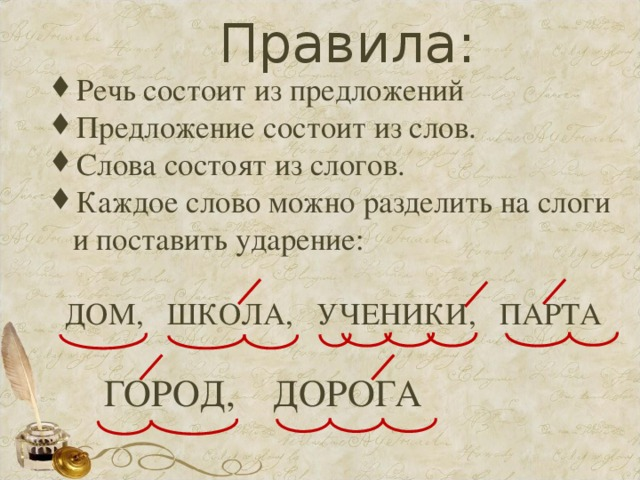 Правила:
Речь состоит из предложений
Предложение состоит из слов.
Слова состоят из слогов.
Каждое слово можно разделить на слоги
и поставить ударение:
ДОМ, ШКОЛА, УЧЕНИКИ, ПАРТА
ГОРОД, ДОРОГА